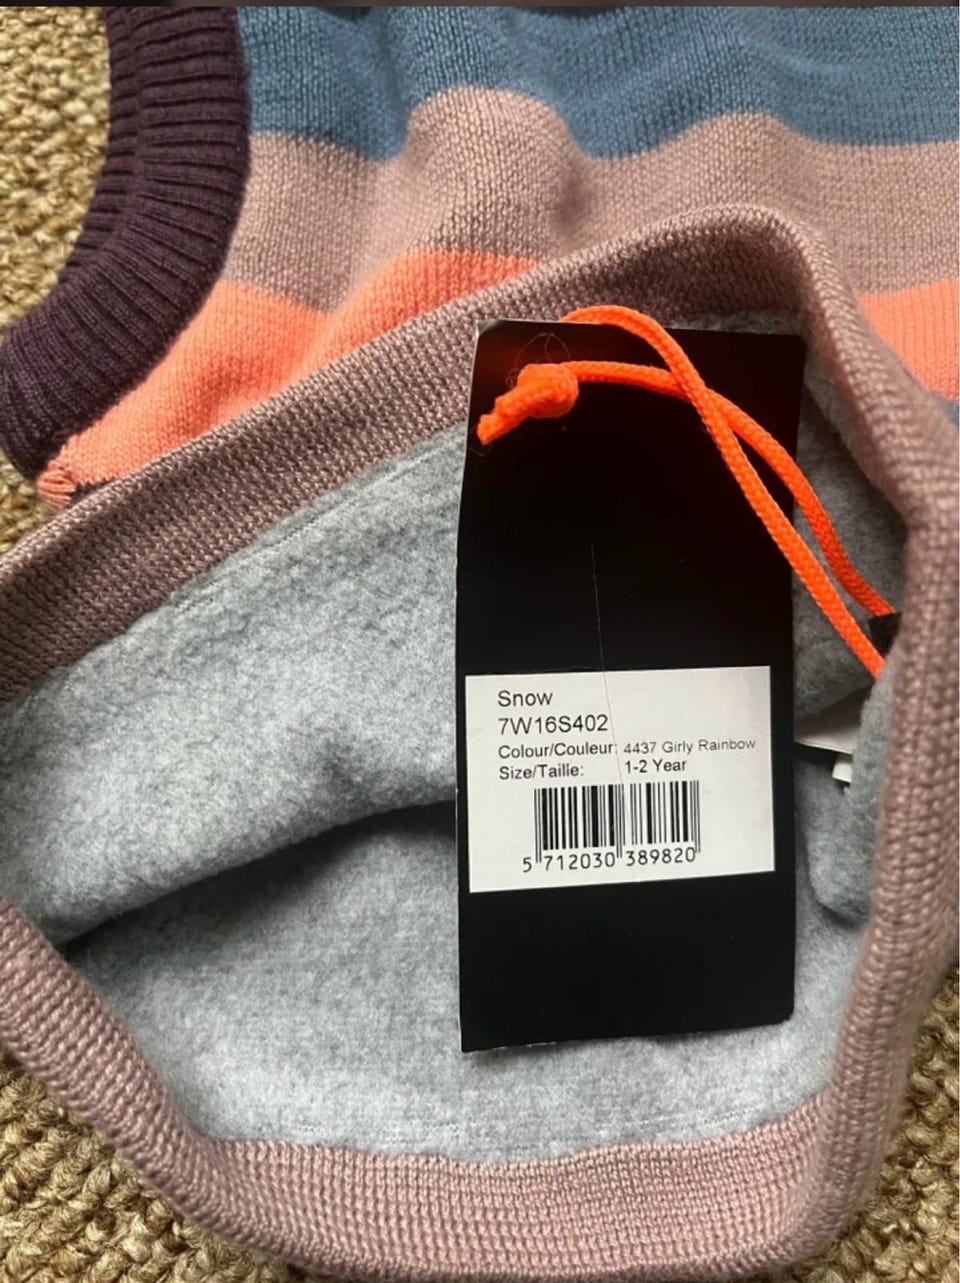 Snow
7W16S402
Colour/Couleur: 4437 Girly Rainbow
Size/Taille: 1-2 Year
5 712030 389820